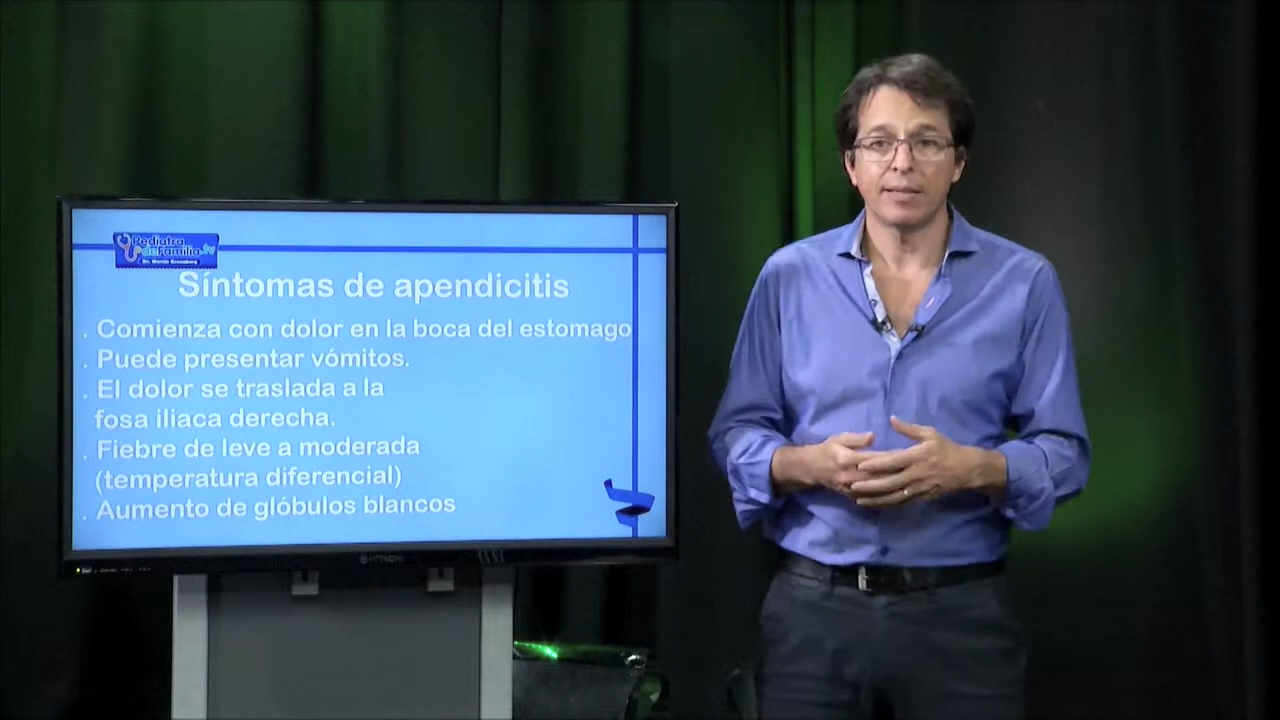 Pediatra
de Familia.tv
Síntomas de apendicitis
. Comienza con dolor en la boca del estomago
. Puede presentar vómitos.
. El dolor se traslada a la
fosa iliaca derecha.
. Fiebre de leve a moderada
(temperatura diferencial)
. Aumento de glóbulos blancos
HITACHI